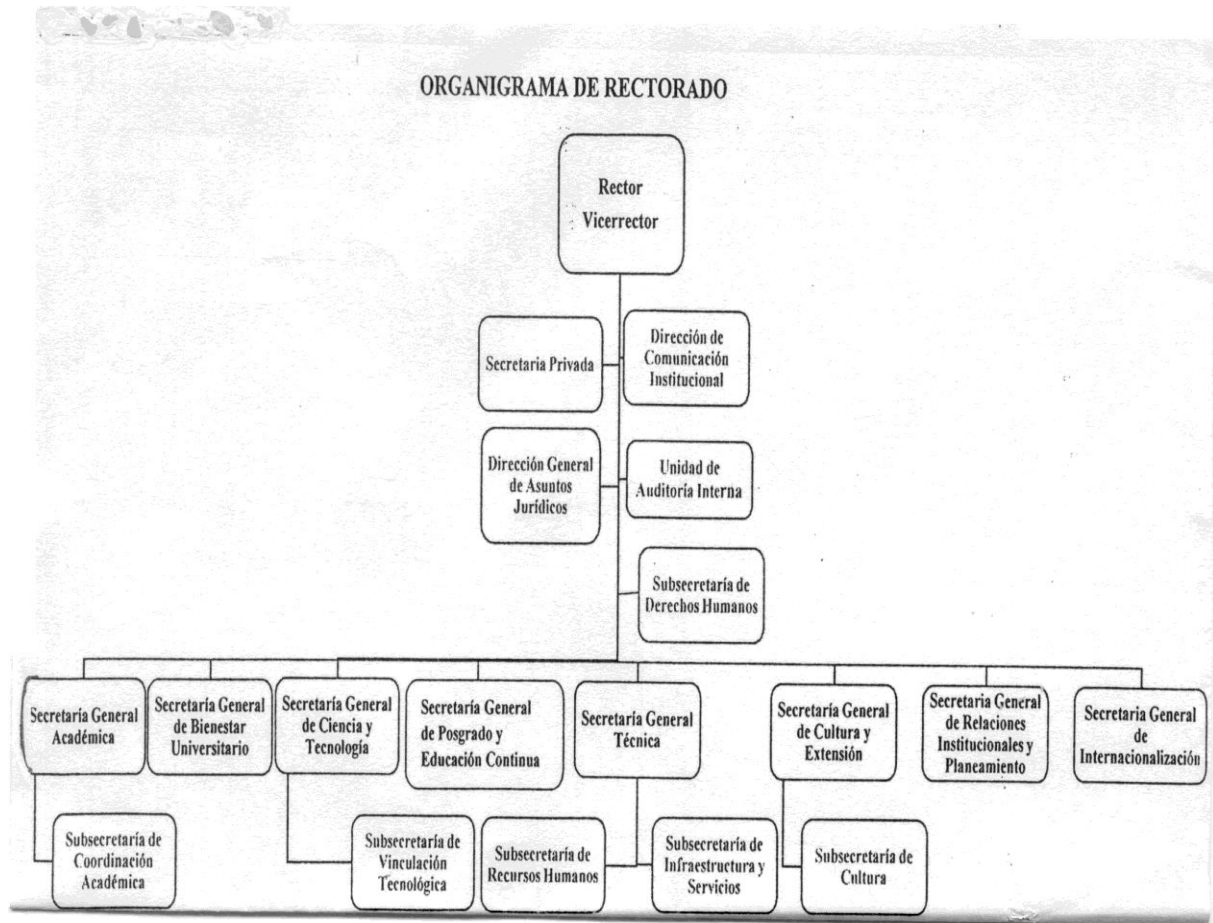 ORGANIGRAMA DE RECTORADO
Rector
Vicerrector
Secretaria Privada
Dirección de
Comunicación
Institucional
Dirección General
de Asuntos
Jurídicos
Unidad de
Auditoría Interna
Subsecretaría de
Derechos Humanos
Secretaría General
Académica
Secretaría General
de Bienestar
Universitario
Secretaría General
de Ciencia y
Tecnología
Secretaría General
de Posgrado y
Educación Continua
Secretaría General
Técnica
Secretaría General
de Cultura y
Extensión
Secretaria General
de Relaciones
Institucionales y
Planeamiento
Secretaria General
de
Internacionalización
Subsecretaría de
Coordinación
Académica
Subsecretaría de
Vinculación
Tecnológica
Subsecretaría de
Recursos Humanos
Subsecretaría de
Infraestructura y
Servicios
Subsecretaría de
Cultura